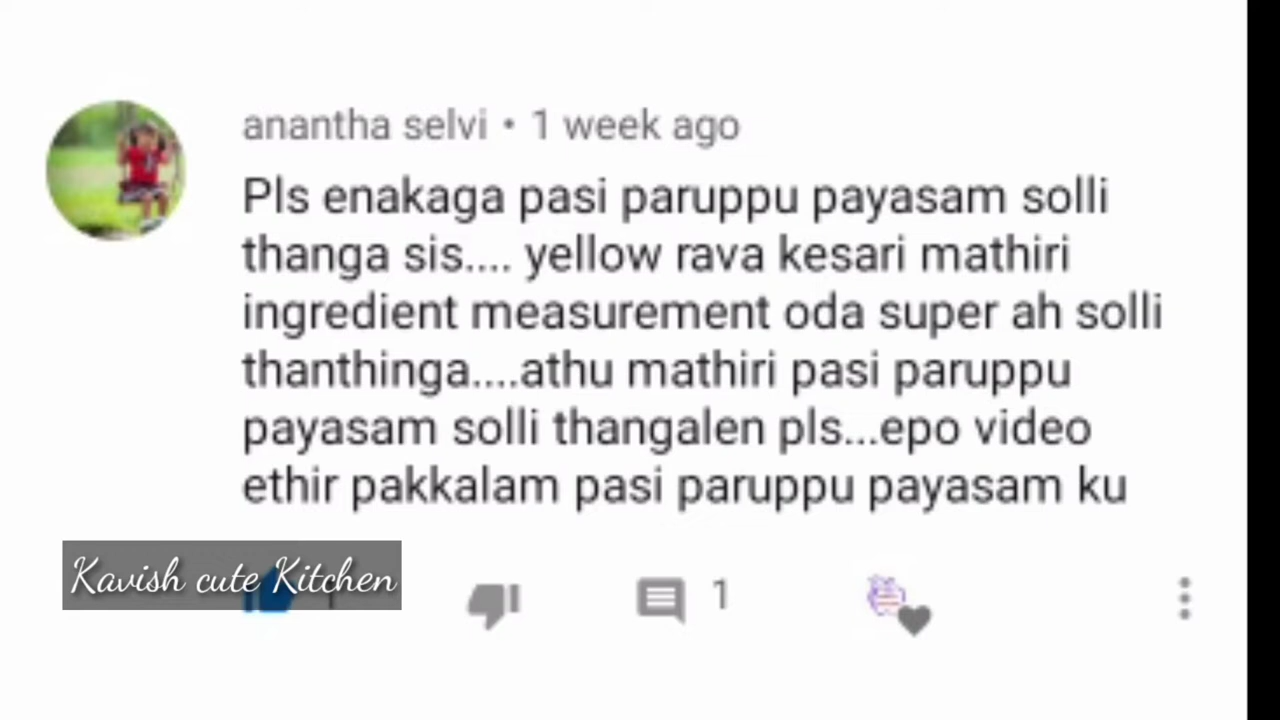 anantha selvi • 1 week ago
Pls enakaga pasi paruppu payasam solli
thanga sis.... yellow rava kesari mathiri
ingredient measurement oda super ah solli
thanthinga....athu mathiri pasi paruppu
payasam solli thangalen pls...epo video
ethir pakkalam pasi paruppu payasam ku
Kavish cute Kitchen
1